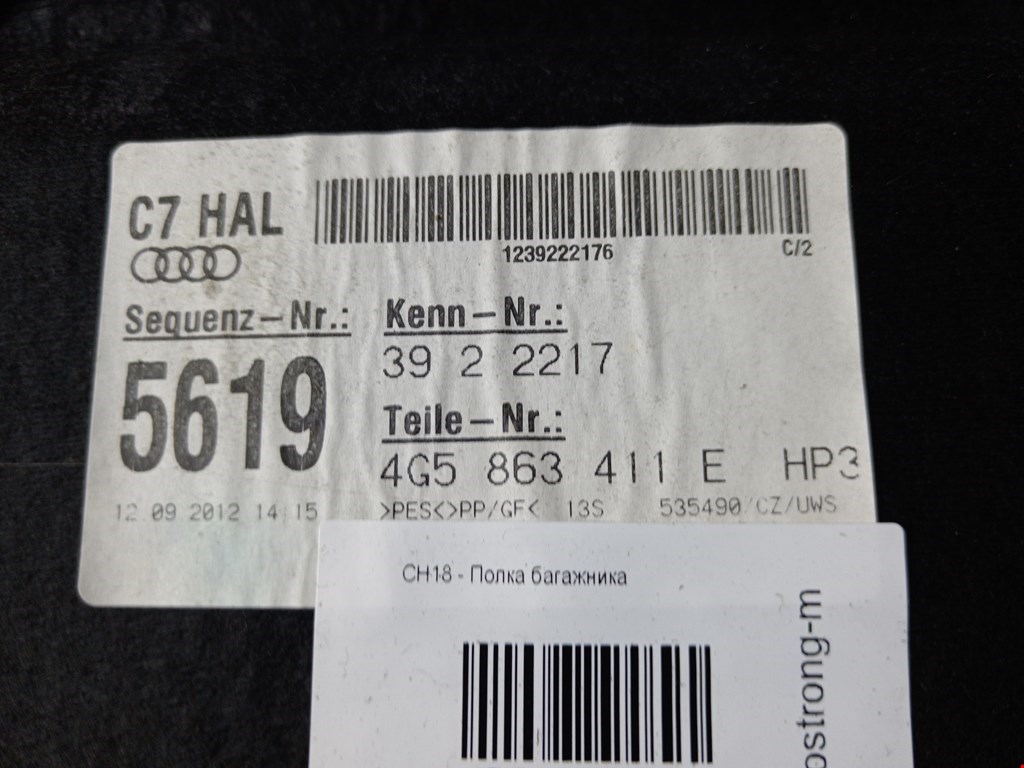 C7 HAL
1239222176
C/2
Sequenz-Nr.:
5619
Kenn-Nr.:
39 2 2217
Teile-Nr.:
4G5 863 411 E HP3
12.09.2012 14:15 >PES<>PP/GF< 13S 535490/CZ/UWS
CH18 - Полка багажника
ostrong-m